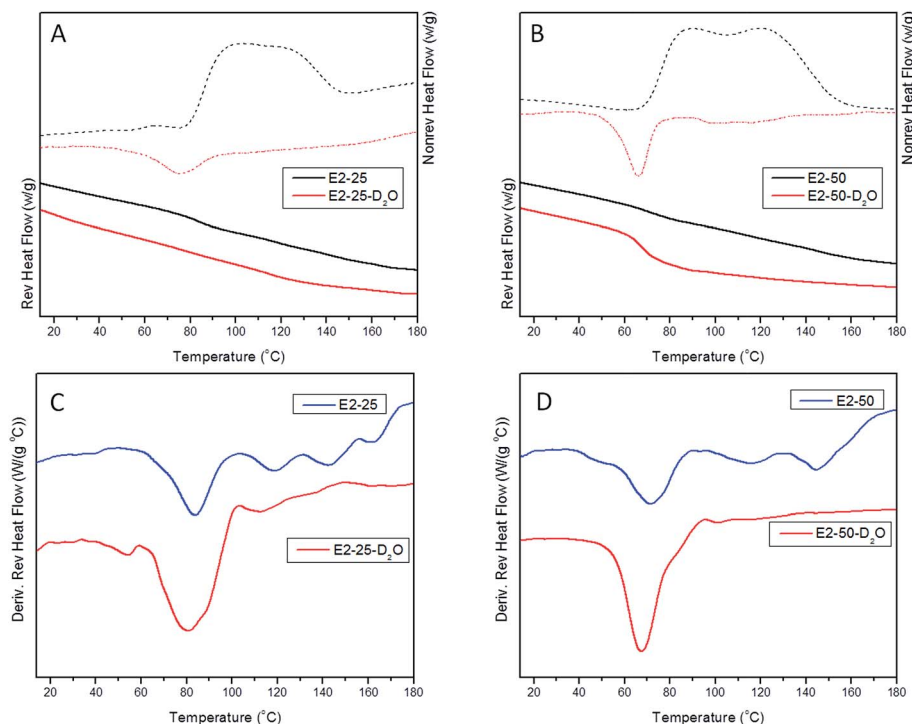 A
Rev Heat Flow (w/g)
Nonrev Heat Flow (w/g)
E2-25
E2-25-D₂O
20 40 60 80 100 120 140 160 180
Temperature (°C)
B
Rev Heat Flow (w/g)
Nonrev Heat Flow (w/g)
E2-50
E2-50-D₂O
20 40 60 80 100 120 140 160 180
Temperature (°C)
C
Deriv. Rev Heat Flow (W/(g °C))
E2-25
E2-25-D₂O
20 40 60 80 100 120 140 160 180
Temperature (°C)
D
Deriv. Rev Heat Flow (W/(g °C))
E2-50
E2-50-D₂O
20 40 60 80 100 120 140 160 180
Temperature (°C)